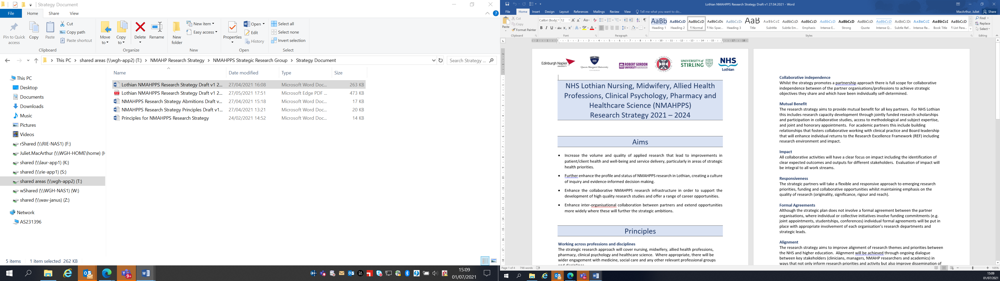 Strategy Document
File Home Share View
Pin to Quick access
Copy
Paste
Cut
Copy path
Paste shortcut
Clipboard
Move to
Copy to
Delete
Rename
Organize
New folder
New item
Easy access
New
Properties
Open
Edit
History
Open
Select all
Select none
Invert selection
Select
This PC > shared areas (\\wgh-app2) (T:) > NMAHP Research Strategy > NMAHPPS Strategic Research Group > Strategy Document
Search Strategy ...
Name Date modified Type Size
Lothian NMAHPPS Research Strategy Draft v1 2... 27/04/2021 16:08 Microsoft Word Doc... 263 KB
Lothian NMAHPPS Research Strategy Draft v1 2... 27/05/2021 17:51 Microsoft Edge PDF ... 473 KB
NMAHPPS Research Strategy Abmitions Draft v... 27/04/2021 15:18 Microsoft Word Doc... 17 KB
NMAHPPS Research Strategy Principles Draft v1... 27/04/2021 13:21 Microsoft Word Doc... 20 KB
Principles for NMAHPPS Research Strategy 24/02/2021 14:52 Microsoft Word Doc... 14 KB
This PC
Desktop
Documents
Downloads
Music
Pictures
Videos
rShared (\\RIE-NAS1) (F:)
Juliet.MacArthur (\\WGH-HOME\home) (H
shared (\\laur-app1) (K:)
shared (\\rie-app1) (S:)
shared areas (\\wgh-app2) (T:)
wShared (\\WGH-NAS1) (W:)
shared (\\wav-janus) (Z:)
Network
AS231396
5 items 1 item selected 262 KB
15:09
01/07/2021
Lothian NMAHPPS Research Strategy Draft v1 27.04.2021 - Word
File Home Insert Design Layout References Mailings Review View Tell me what you want to do... MacArthur, Juliet Share
Paste
Cut
Copy
Format Painter
Clipboard
Calibri (Body) 12
Font
Paragraph
Heading 1 Heading 2 ¶ Normal ¶ No Spac... Heading 3 Title Subtitle Subtle Em... Emphasis Intense E... Strong Quote Intense Q... Subtle Ref... Intense Re... Book Title ¶ List Para...
Styles
Find
Replace
Select
Editing
Edinburgh Napier UNIVERSITY
Queen Margaret University EDINBURGH
RGU ROBERT GORDON UNIVERSITY ABERDEEN
THE UNIVERSITY OF EDINBURGH
UNIVERSITY of STIRLING
NHS Lothian
NHS Lothian Nursing, Midwifery, Allied Health
Professions, Clinical Psychology, Pharmacy and
Healthcare Science (NMAHPPS)
Research Strategy 2021 – 2024
Aims
• Increase the volume and quality of applied research that lead to improvements in
patient/client health and well-being and service delivery, particularly in areas of strategic
health priorities.
• Further enhance the profile and status of NMAHPPS research in Lothian, creating a culture
of inquiry and evidence-informed decision making.
• Enhance the collaborative NMAHPPS research infrastructure in order to support the
development of high quality research studies and offer a range of career opportunities.
• Enhance inter-organisational collaboration between partners and extend opportunities
more widely where these will further the strategic ambitions.
Principles
Working across professions and disciplines
The strategic research approach will cover nursing, midwifery, allied health professions,
pharmacy, clinical psychology and healthcare science. Where appropriate, there will be
wider engagement with medicine, social care and any other relevant professional groups
and disciplines
Collaborative independence
Whilst the strategy promotes a partnership approach there is full scope for collaborative
independence between of the partner organisations/professions to achieve strategic
objectives they share and which have been individually self-determined.
Mutual Benefit
The research strategy aims to provide mutual benefit for all key partners. For NHS Lothian
this includes research capacity development through jointly funded research scholarships
and participation in collaborative studies, access to methodological and subject expertise,
and joint and honorary appointments. For academic partners this include building
relationships that fosters collaborative working with clinical practice and Board leadership
that will enhance individual returns to the Research Excellence Framework (REF) including
research environment and impact.
Impact
All collaborative activities will have a clear focus on impact including the identification of
clear expected outcomes and outputs for different stakeholders. Evaluation of impact will
be integral to all work streams.
Responsiveness
The strategic partners will take a flexible and responsive approach to emerging research
priorities, funding and collaborative opportunities whilst maintaining emphasis on the
quality of research (originality, significance, rigour and reach).
Formal Agreements
Although the strategic plan does not involve a formal agreement between the partner
organisations, where individual or collective initiatives involve funding commitments (e.g.
joint appointments, studentships, conferences) individual formal agreements will be put in
place with appropriate involvement of each organisation's research departments and
strategic leads.
Alignment
The research strategy aims to improve alignment of research themes and priorities between
the NHS and higher education. Alignment will be achieved through ongoing dialogue
between key stakeholders (clinicians, managers, NMAHP researchers and academics) in
ways that not only inform research priorities and activity but also improve dissemination of
Page 1 of 4 798 words
105%
15:09
01/07/2021